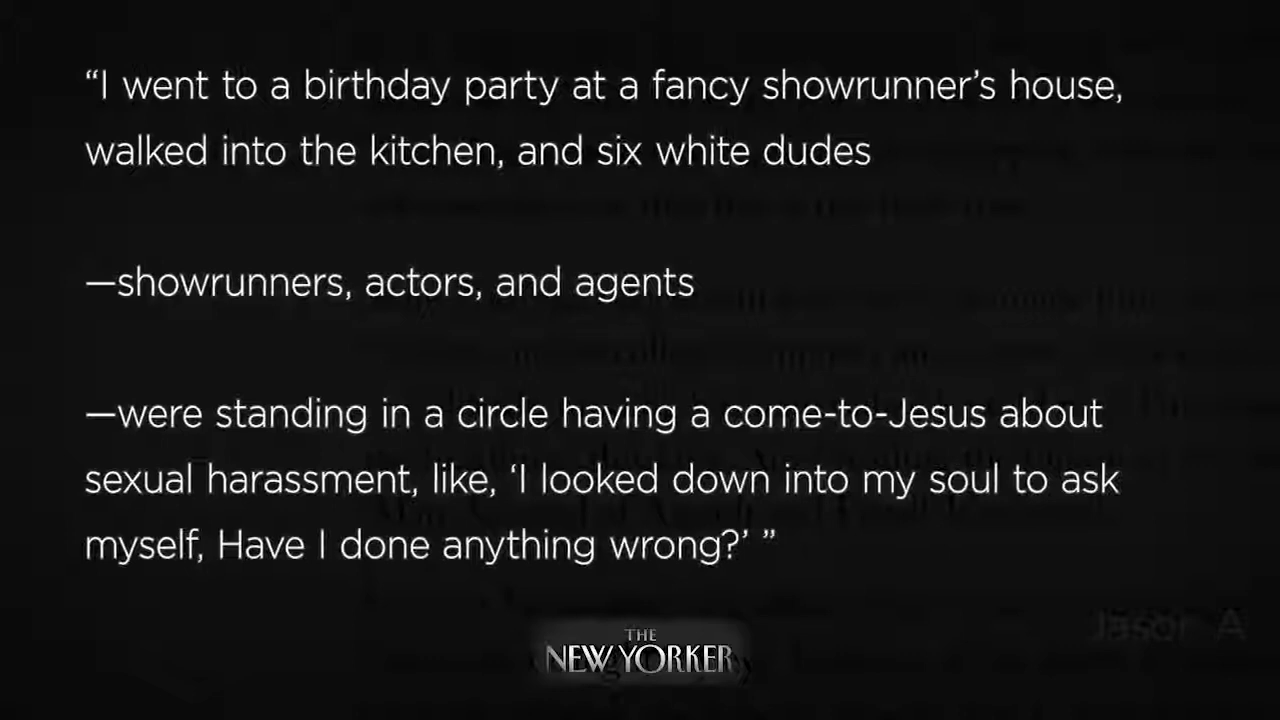 “I went to a birthday party at a fancy showrunner’s house,
walked into the kitchen, and six white dudes
—showrunners, actors, and agents
—were standing in a circle having a come-to-Jesus about
sexual harassment, like, ‘I looked down into my soul to ask
myself, Have I done anything wrong?’ ”
Jason A
THE
NEW YORKER